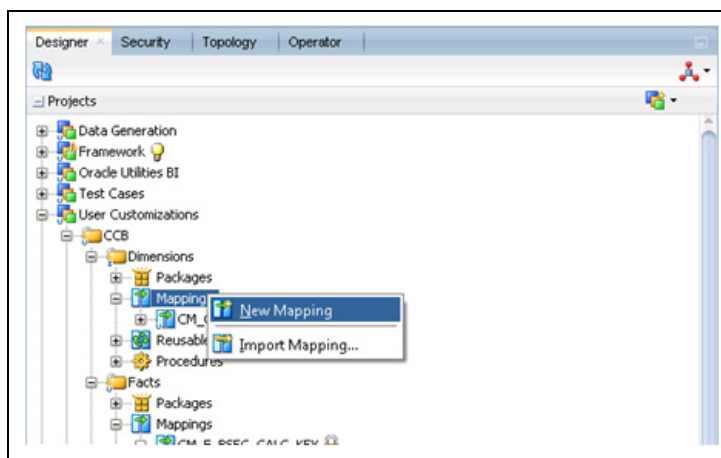 Designer Security Topology Operator
Projects
Data Generation
Framework
Oracle Utilities BI
Test Cases
User Customizations
CCB
Dimensions
Packages
Mapping
New Mapping
CM_
Import Mapping...
Reusable
Procedures
Facts
Packages
Mappings